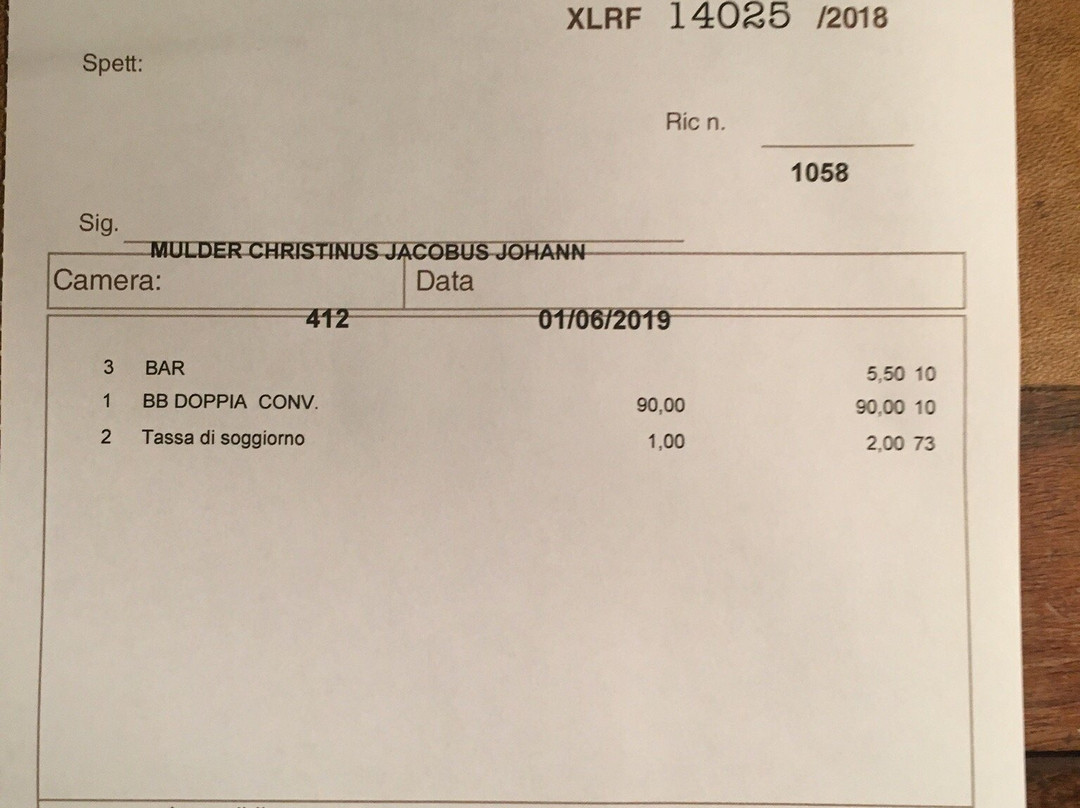 XLRF 14025 /2018
Spett:
Ric n.
1058
Sig.
MULDER CHRISTINUS JACOBUS JOHANN
Camera: Data
412 01/06/2019
3 BAR 5,50 10
1 BB DOPPIA CONV. 90,00 90,00 10
2 Tassa di soggiorno 1,00 2,00 73